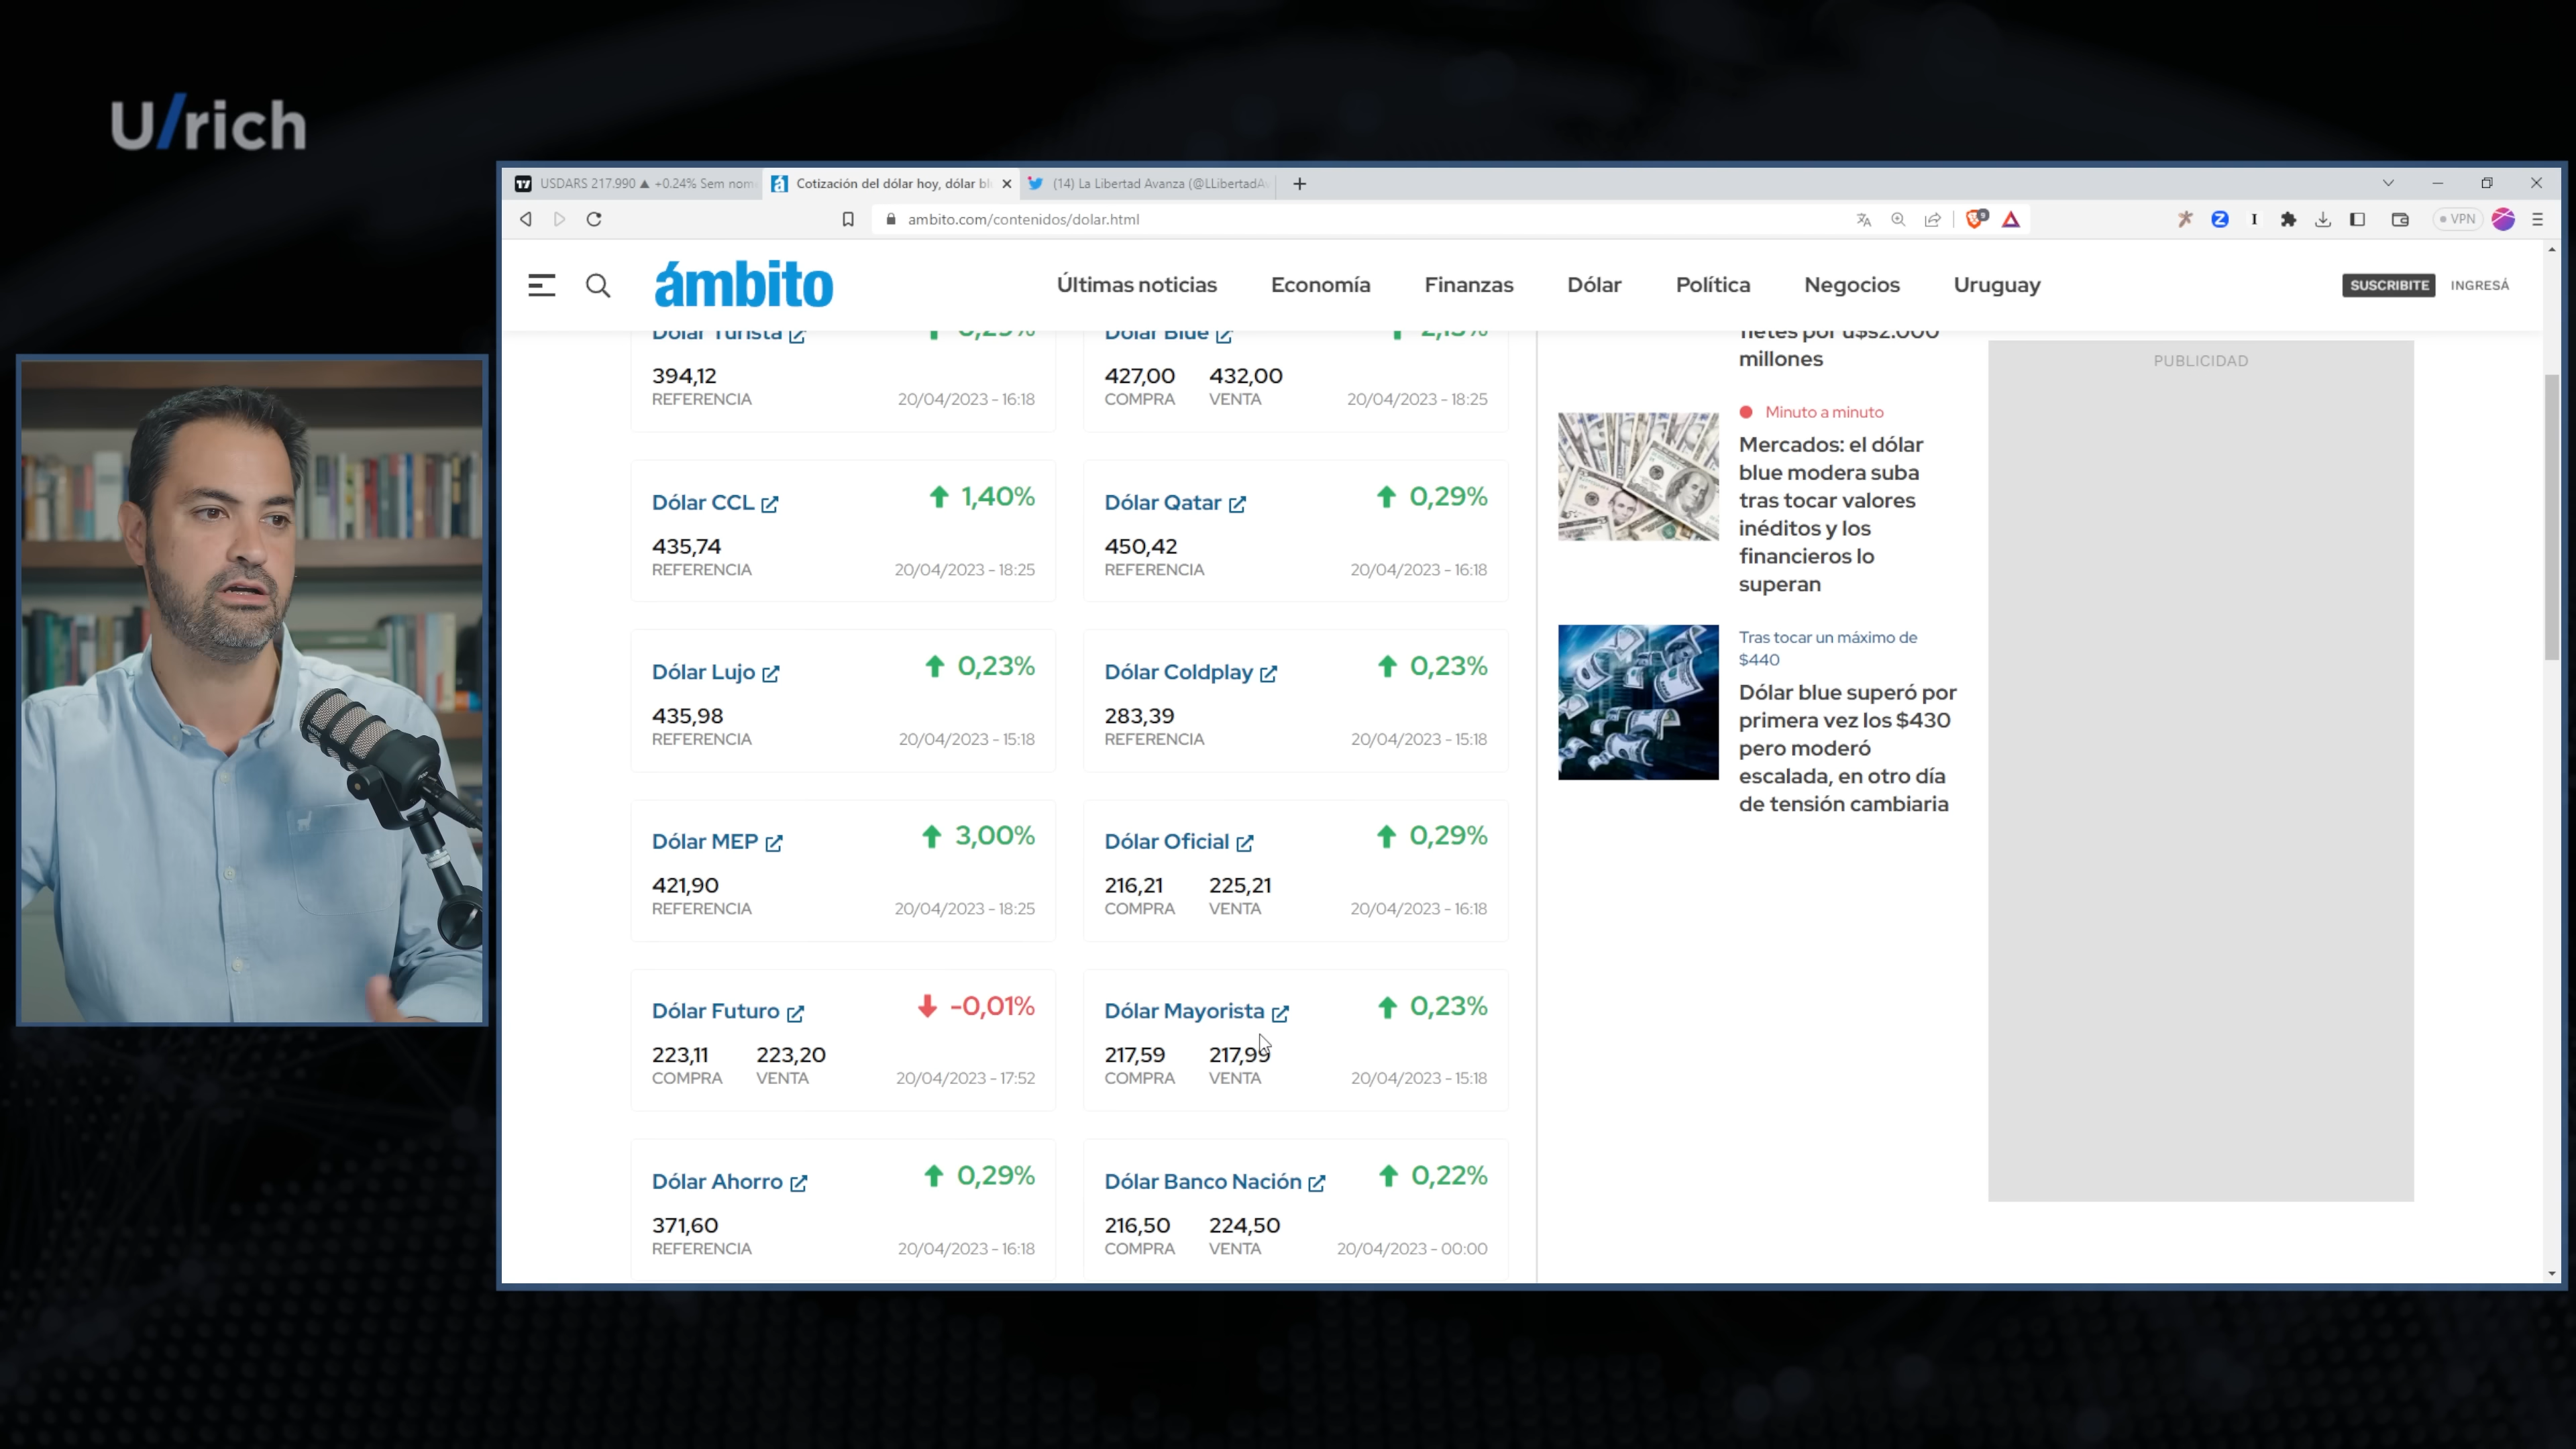 U/rich
USDARS 217.990 ▲ +0.24% Sem nom
Cotización del dólar hoy, dólar bl
(14) La Libertad Avanza (@LLibertadAv
ambito.com/contenidos/dolar.html
VPN
ámbito
Últimas noticias
Economía
Finanzas
Dólar
Política
Negocios
Uruguay
SUSCRIBITE
INGRESÁ
Dólar Turista
394,12
REFERENCIA
20/04/2023 - 16:18
Dólar Blue
427,00 432,00
COMPRA VENTA
20/04/2023 - 18:25
Dólar CCL
1,40%
435,74
REFERENCIA
20/04/2023 - 18:25
Dólar Qatar
0,29%
450,42
REFERENCIA
20/04/2023 - 16:18
Dólar Lujo
0,23%
435,98
REFERENCIA
20/04/2023 - 15:18
Dólar Coldplay
0,23%
283,39
REFERENCIA
20/04/2023 - 15:18
Dólar MEP
3,00%
421,90
REFERENCIA
20/04/2023 - 18:25
Dólar Oficial
0,29%
216,21 225,21
COMPRA VENTA
20/04/2023 - 16:18
Dólar Futuro
-0,01%
223,11 223,20
COMPRA VENTA
20/04/2023 - 17:52
Dólar Mayorista
0,23%
217,59 217,99
COMPRA VENTA
20/04/2023 - 15:18
Dólar Ahorro
0,29%
371,60
REFERENCIA
20/04/2023 - 16:18
Dólar Banco Nación
0,22%
216,50 224,50
COMPRA VENTA
20/04/2023 - 00:00
por u$s2.000
millones
Minuto a minuto
Mercados: el dólar
blue modera suba
tras tocar valores
inéditos y los
financieros lo
superan
Tras tocar un máximo de
$440
Dólar blue superó por
primera vez los $430
pero moderó
escalada, en otro día
de tensión cambiaria
PUBLICIDAD